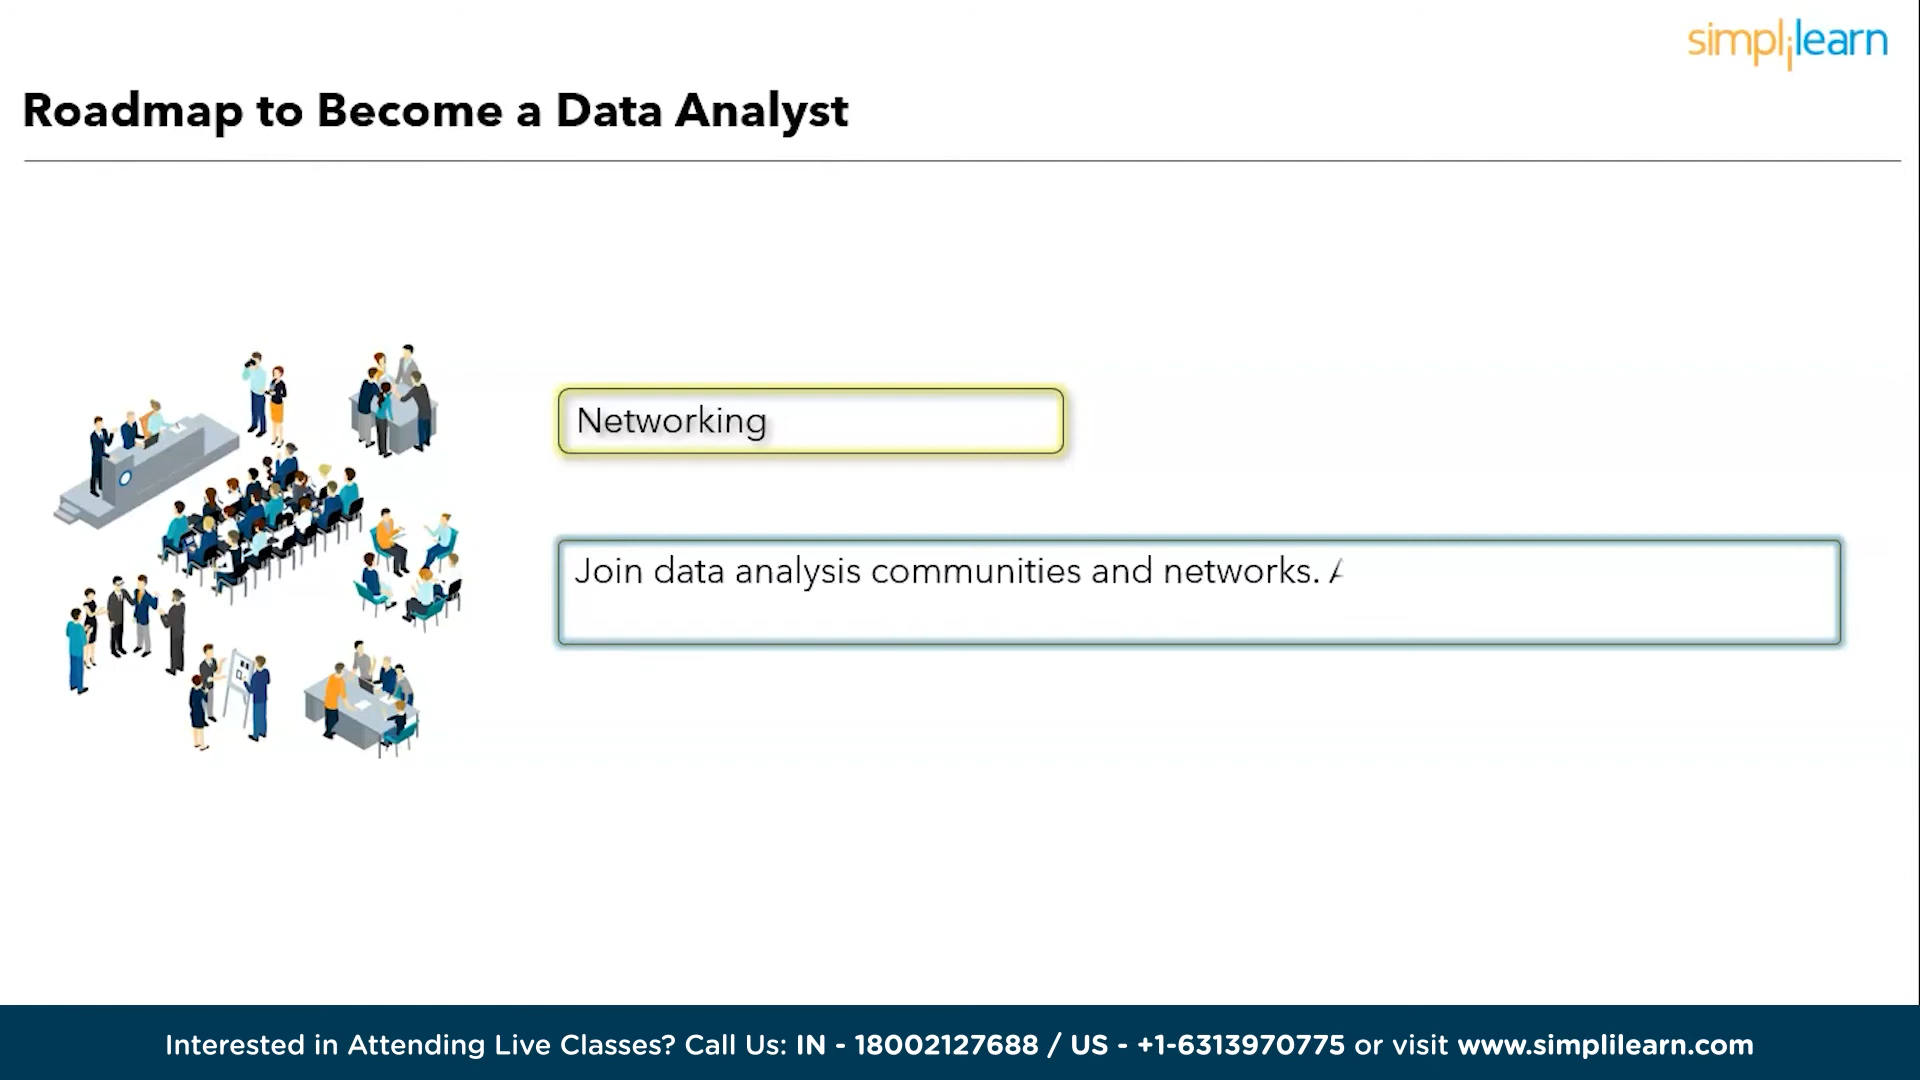 simplilearn
Roadmap to Become a Data Analyst
Networking
Join data analysis communities and networks.
Interested in Attending Live Classes? Call Us: IN - 18002127688 / US - +1-6313970775 or visit www.simplilearn.com